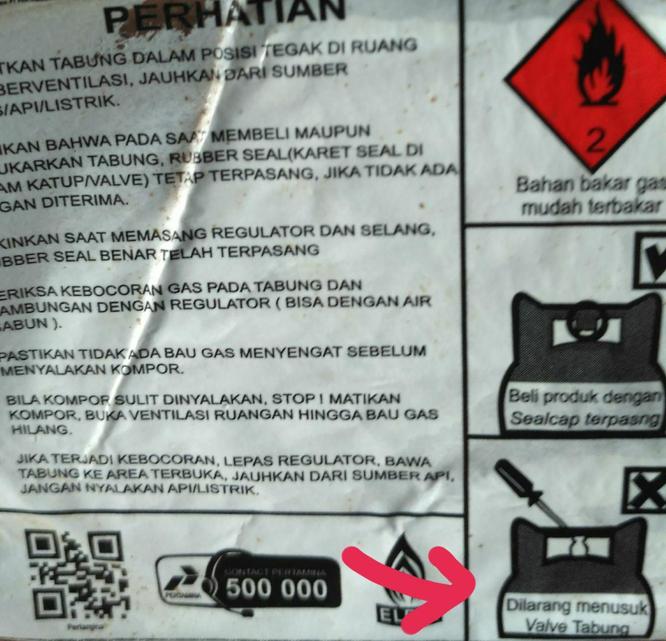 PERHATIAN
TKAN TABUNG DALAM POSISI TEGAK DI RUANG
BERVENTILASI, JAUHKAN DARI SUMBER
/API/LISTRIK.
IKAN BAHWA PADA SAAT MEMBELI MAUPUN
UKARKAN TABUNG, RUBBER SEAL(KARET SEAL DI
AM KATUP/VALVE) TETAP TERPASANG, JIKA TIDAK ADA
GAN DITERIMA.
KINKAN SAAT MEMASANG REGULATOR DAN SELANG,
BBER SEAL BENAR TELAH TERPASANG
ERIKSA KEBOCORAN GAS PADA TABUNG DAN
AMBUNGAN DENGAN REGULATOR ( BISA DENGAN AIR
ABUN ).
PASTIKAN TIDAK ADA BAU GAS MENYENGAT SEBELUM
MENYALAKAN KOMPOR.
BILA KOMPOR SULIT DINYALAKAN, STOP ! MATIKAN
KOMPOR, BUKA VENTILASI RUANGAN HINGGA BAU GAS
HILANG.
JIKA TERJADI KEBOCORAN, LEPAS REGULATOR, BAWA
TABUNG KE AREA TERBUKA, JAUHKAN DARI SUMBER API,
JANGAN NYALAKAN API/LISTRIK.
PERTAMINA
CONTACT PERTAMINA
500 000
2
Bahan bakar gas
mudah terbakar
Beli produk dengan
Sealcap terpasng
Dilarang menusuk
Valve Tabung